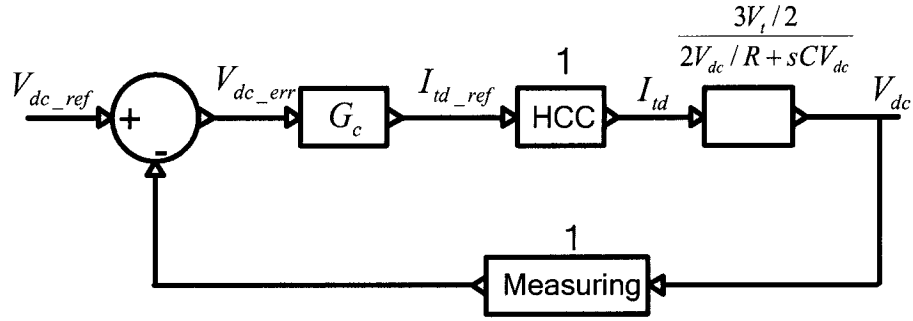 3V_t / 2
2V_dc / R + sCV_dc
1
V_dc_ref
+
-
V_dc_err
G_c
I_td_ref
HCC
I_td
V_dc
1
Measuring